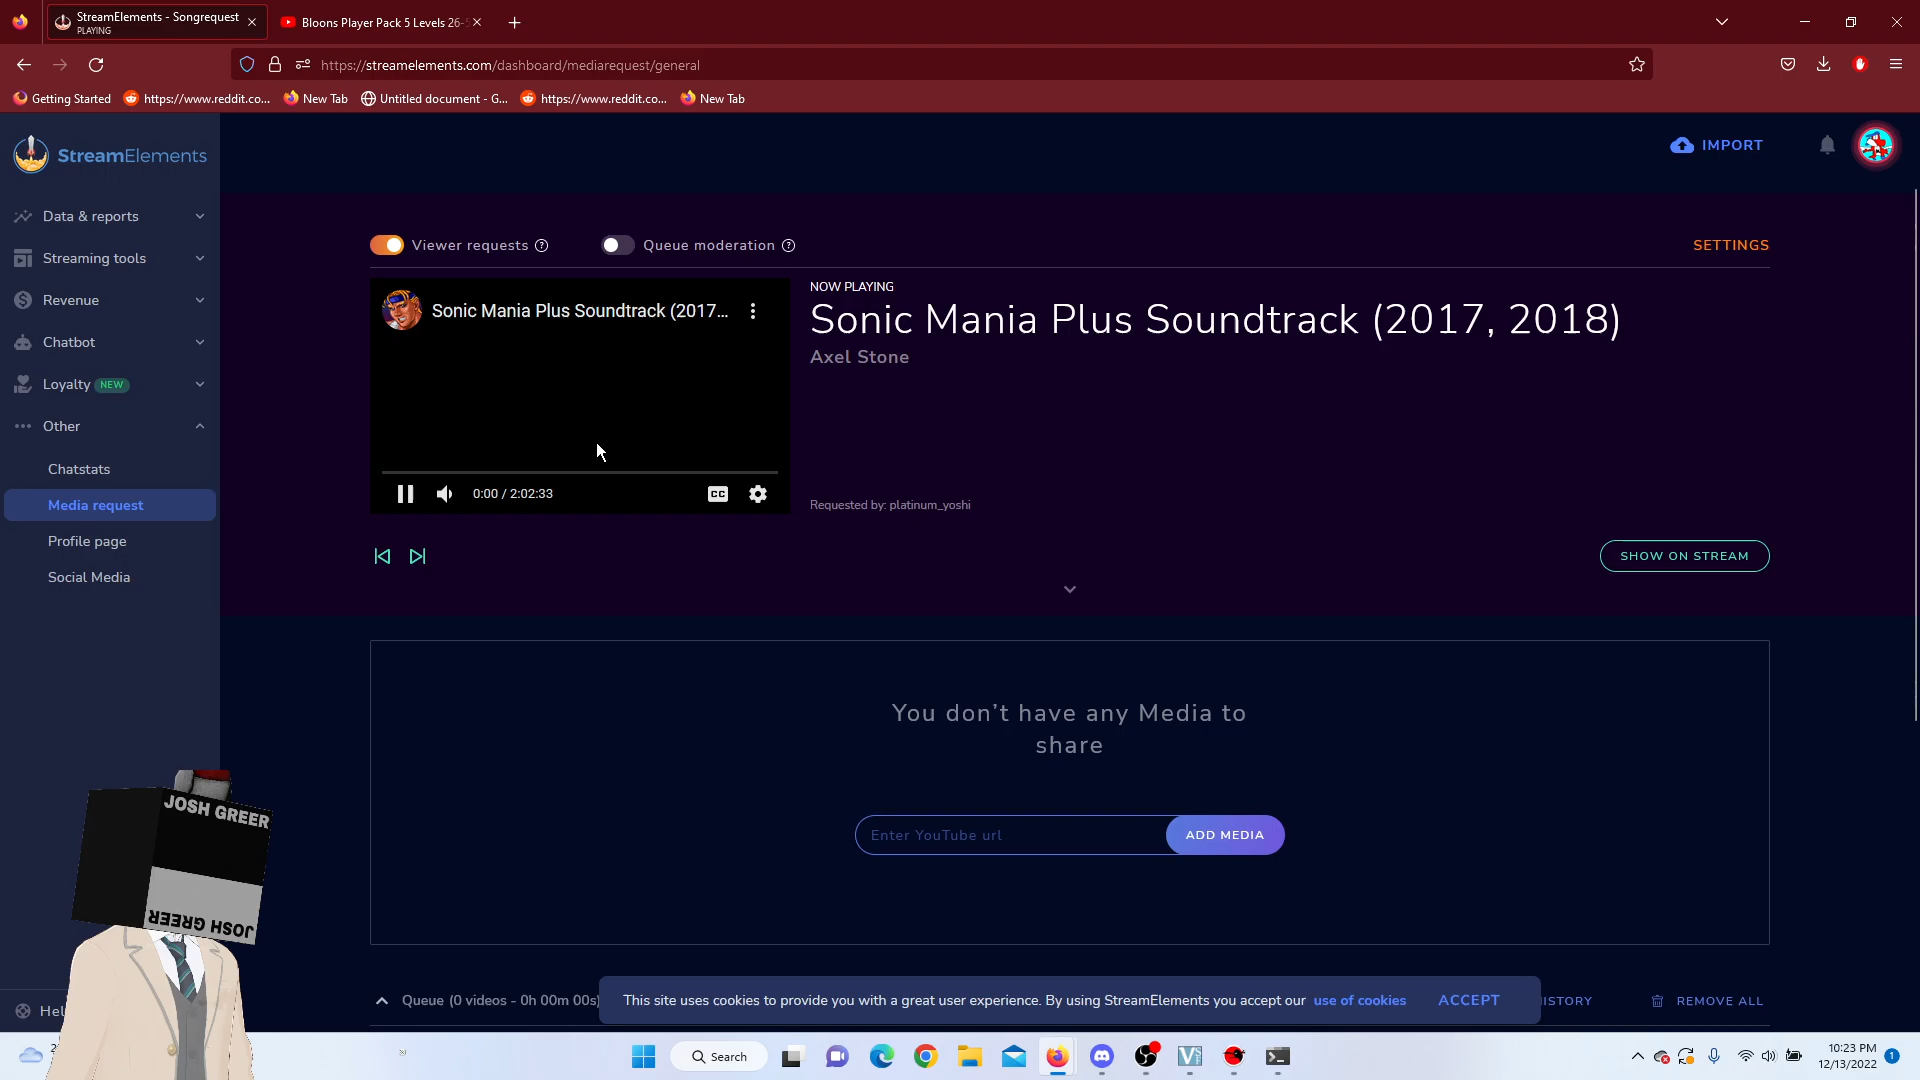 StreamElements - Songrequest
PLAYING
Bloons Player Pack 5 Levels 26-
https://streamelements.com/dashboard/mediarequest/general
Getting Started
https://www.reddit.co...
New Tab
Untitled document - G...
https://www.reddit.co...
New Tab
StreamElements
IMPORT
Data & reports
Streaming tools
Revenue
Chatbot
Loyalty NEW
Other
Chatstats
Media request
Profile page
Social Media
Viewer requests
Queue moderation
SETTINGS
Sonic Mania Plus Soundtrack (2017...
0:00 / 2:02:33
CC
NOW PLAYING
Sonic Mania Plus Soundtrack (2017, 2018)
Axel Stone
Requested by: platinum_yoshi
SHOW ON STREAM
You don't have any Media to
share
Enter YouTube url
ADD MEDIA
Queue (0 videos - 0h 00m 00s)
This site uses cookies to provide you with a great user experience. By using StreamElements you accept our use of cookies
ACCEPT
REMOVE ALL
JOSH GREER
JOSH GREER
Search
10:23 PM
12/13/2022
1